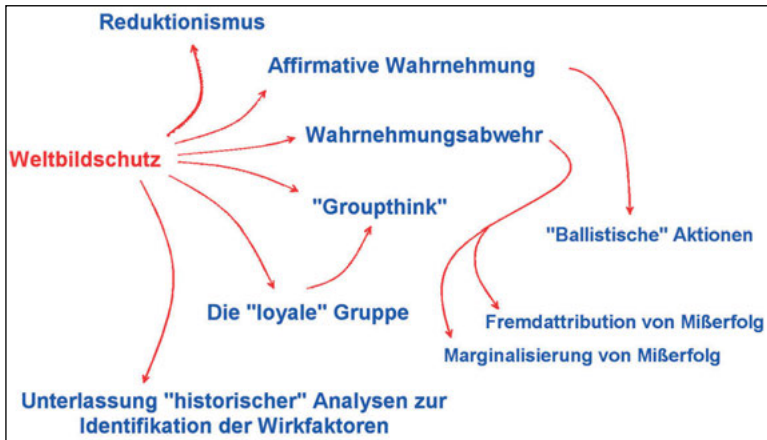 Reduktionismus
Affirmative Wahrnehmung
Wahrnehmungsabwehr
Weltbildschutz
"Groupthink"
"Ballistische" Aktionen
Die "loyale" Gruppe
Fremdattribution von Mißerfolg
Marginalisierung von Mißerfolg
Unterlassung "historischer" Analysen zur
Identifikation der Wirkfaktoren